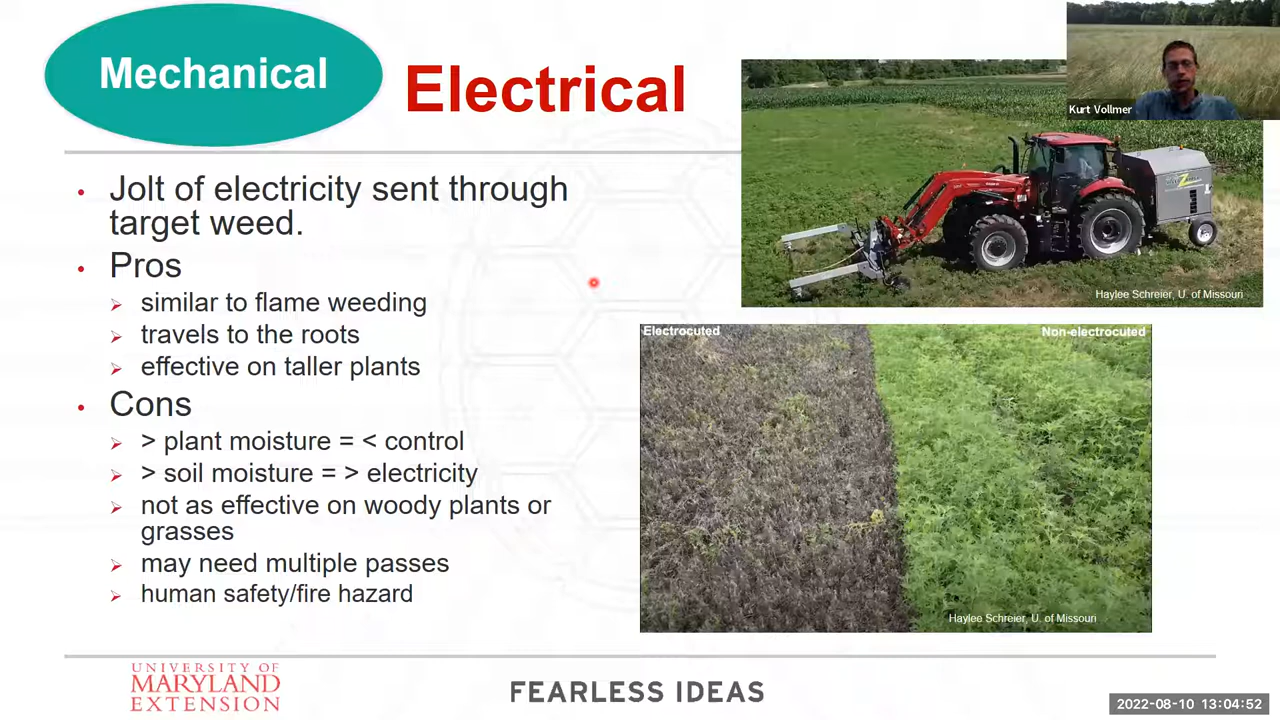 Mechanical
Electrical
Kurt Vollmer
Jolt of electricity sent through
target weed.
Pros
similar to flame weeding
travels to the roots
effective on taller plants
Cons
> plant moisture = < control
> soil moisture = > electricity
not as effective on woody plants or
grasses
may need multiple passes
human safety/fire hazard
Haylee Schreier, U. of Missouri
Electrocuted
Non-electrocuted
Haylee Schreier, U. of Missouri
UNIVERSITY OF
MARYLAND
EXTENSION
FEARLESS IDEAS
2022-08-10 13:04:52